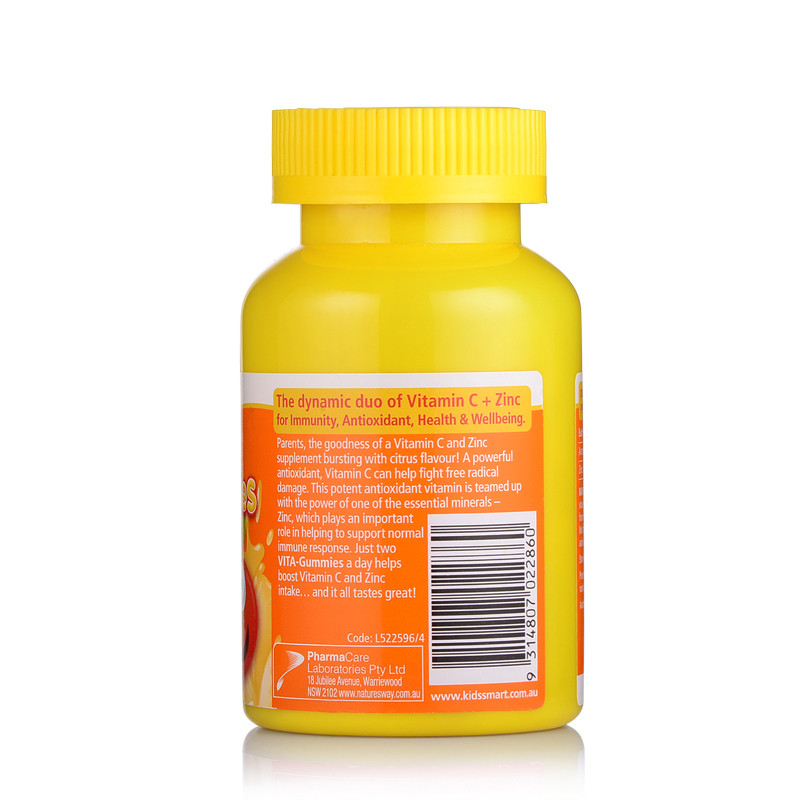 The dynamic duo of Vitamin C + Zinc
for Immunity, Antioxidant, Health & Wellbeing.
Parents, the goodness of a Vitamin C and Zinc
supplement bursting with citrus flavour! A powerful
antioxidant, Vitamin C can help fight free radical
damage. This potent antioxidant vitamin is teamed up
with the power of one of the essential minerals –
Zinc, which plays an important
role in helping to support normal
immune response. Just two
VITA-Gummies a day helps
boost Vitamin C and Zinc
intake... and it all tastes great!
Code: L522596/4
PharmaCare
Laboratories Pty Ltd
18 Jubilee Avenue, Warriewood
NSW 2102 www.naturesway.com.au
9 314807 022860
www.kidssmart.com.au